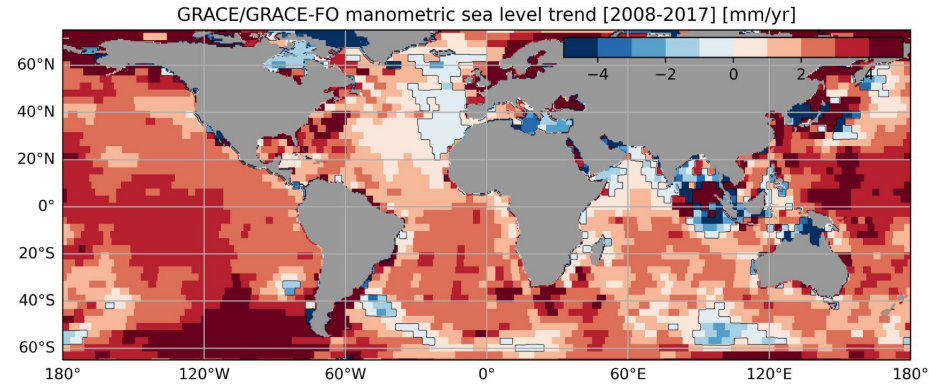 GRACE/GRACE-FO manometric sea level trend [2008-2017] [mm/yr]
−4 −2 0 2 4
60°N
40°N
20°N
0°
20°S
40°S
60°S
180° 120°W 60°W 0° 60°E 120°E 180°